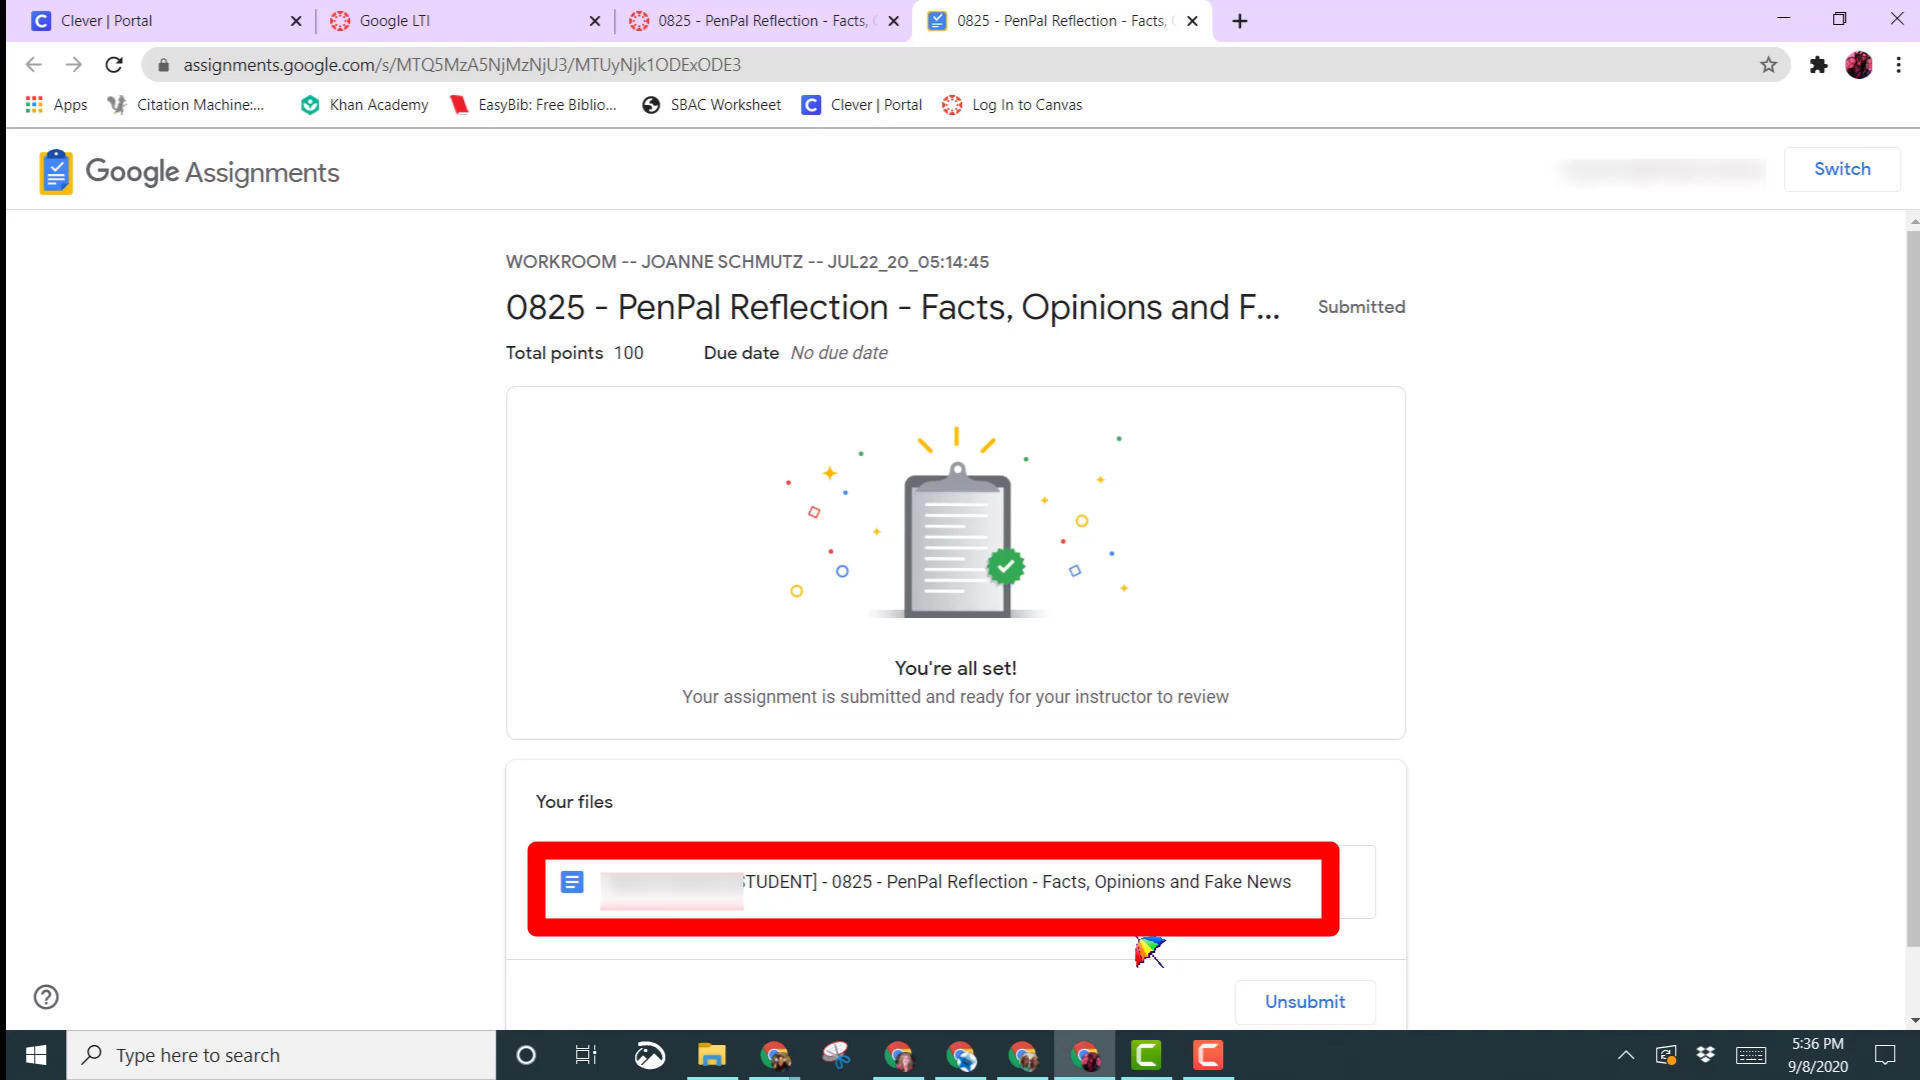 Clever | Portal
Google LTI
0825 - PenPal Reflection - Facts,
0825 - PenPal Reflection - Facts,
assignments.google.com/s/MTQ5MzA5NjMzNjU3/MTUyNjk1ODExODE3
Apps
Citation Machine:...
Khan Academy
EasyBib: Free Biblio...
SBAC Worksheet
Clever | Portal
Log In to Canvas
Google Assignments
Switch
WORKROOM -- JOANNE SCHMUTZ -- JUL22_20_05:14:45
0825 - PenPal Reflection - Facts, Opinions and F...
Submitted
Total points 100 Due date No due date
You're all set!
Your assignment is submitted and ready for your instructor to review
Your files
STUDENT] - 0825 - PenPal Reflection - Facts, Opinions and Fake News
Unsubmit
Type here to search
5:36 PM
9/8/2020